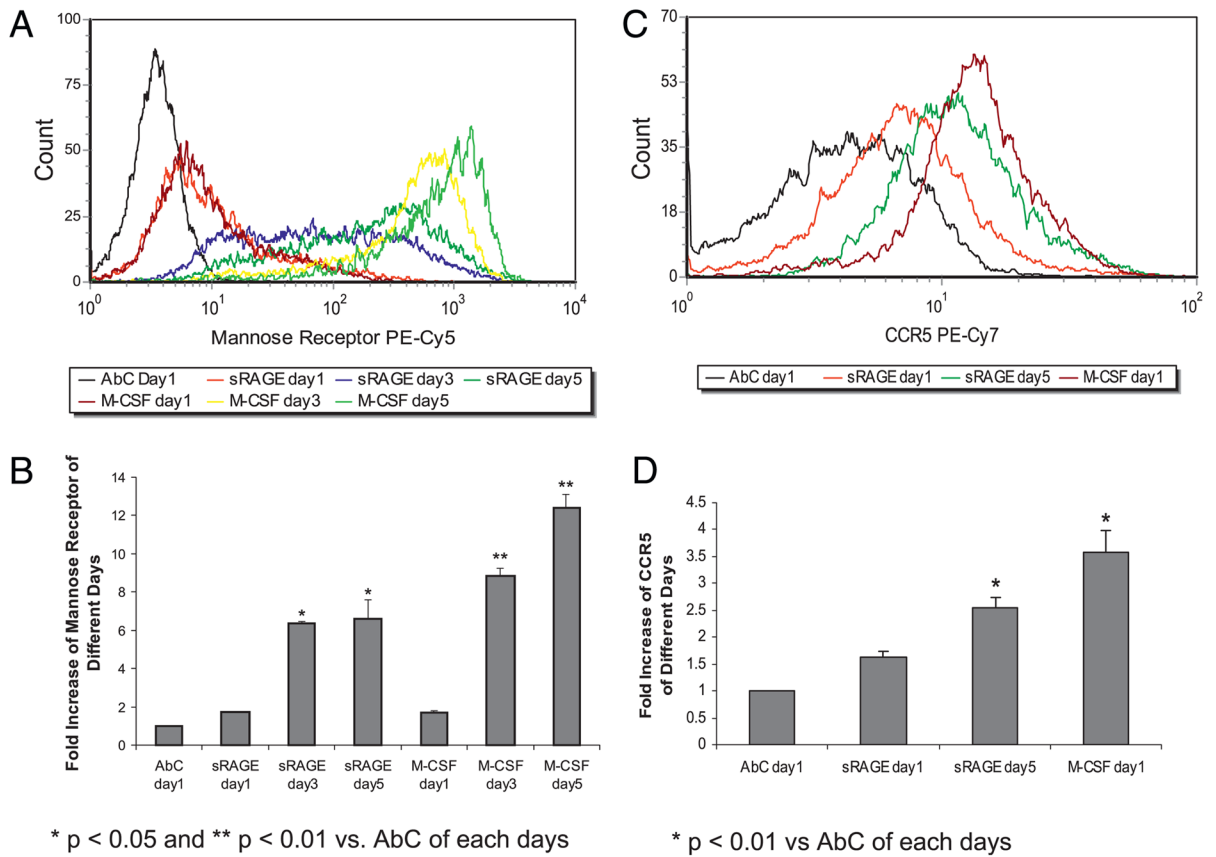 A
100
75
50
25
0
Count
10^0 10^1 10^2 10^3 10^4
Mannose Receptor PE-Cy5
AbC Day1 sRAGE day1 sRAGE day3 sRAGE day5
M-CSF day1 M-CSF day3 M-CSF day5
C
70
53
35
18
0
Count
10^0 10^1 10^2
CCR5 PE-Cy7
AbC day1 sRAGE day1 sRAGE day5 M-CSF day1
B
Fold Increase of Mannose Receptor of
Different Days
14
12
10
8
6
4
2
0
* * ** **
AbC sRAGE sRAGE sRAGE M-CSF M-CSF M-CSF
day1 day1 day3 day5 day1 day3 day5
* p < 0.05 and ** p < 0.01 vs. AbC of each days
D
Fold Increase of CCR5
of Different Days
4.5
4
3.5
3
2.5
2
1.5
1
0.5
0
* *
AbC day1 sRAGE day1 sRAGE day5 M-CSF day1
* p < 0.01 vs AbC of each days